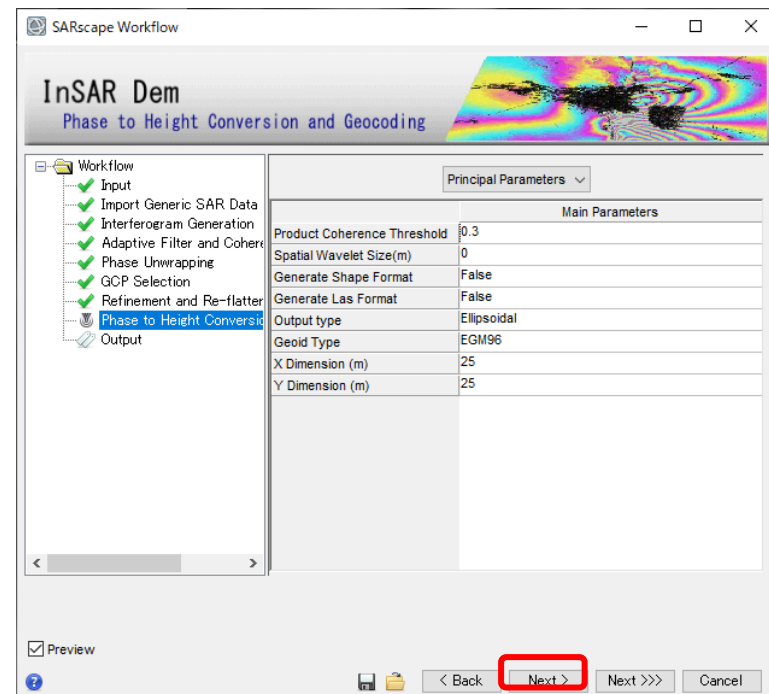 SARscape Workflow
InSAR Dem
Phase to Height Conversion and Geocoding
Workflow
Input
Import Generic SAR Data
Interferogram Generation
Adaptive Filter and Cohere
Phase Unwrapping
GCP Selection
Refinement and Re-flatter
Phase to Height Conversic
Output
Principal Parameters
Main Parameters
Product Coherence Threshold 0.3
Spatial Wavelet Size(m) 0
Generate Shape Format False
Generate Las Format False
Output type Ellipsoidal
Geoid Type EGM96
X Dimension (m) 25
Y Dimension (m) 25
Preview
? < Back Next > Next >>> Cancel